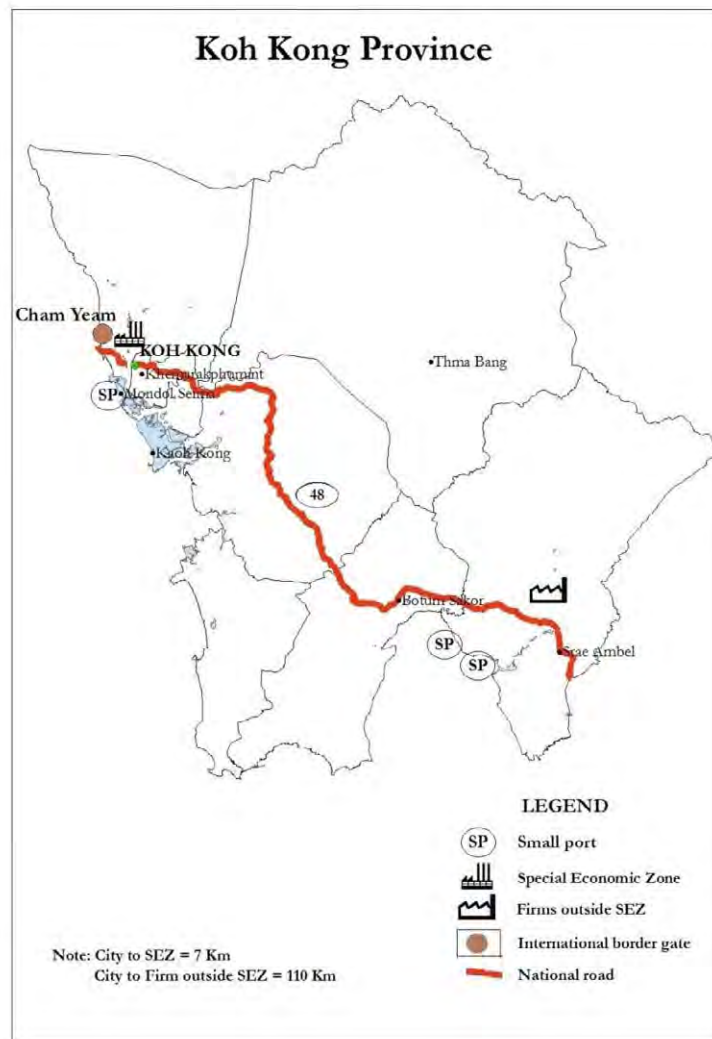 Koh Kong Province
Cham Yeam
KOH KONG
Thma Bang
SP
Mondol Seima
Kaoh Kong
48
Botum Sakor
SP
SP
Srae Ambel
LEGEND
SP Small port
Special Economic Zone
Firms outside SEZ
International border gate
National road
Note: City to SEZ = 7 Km
City to Firm outside SEZ = 110 Km